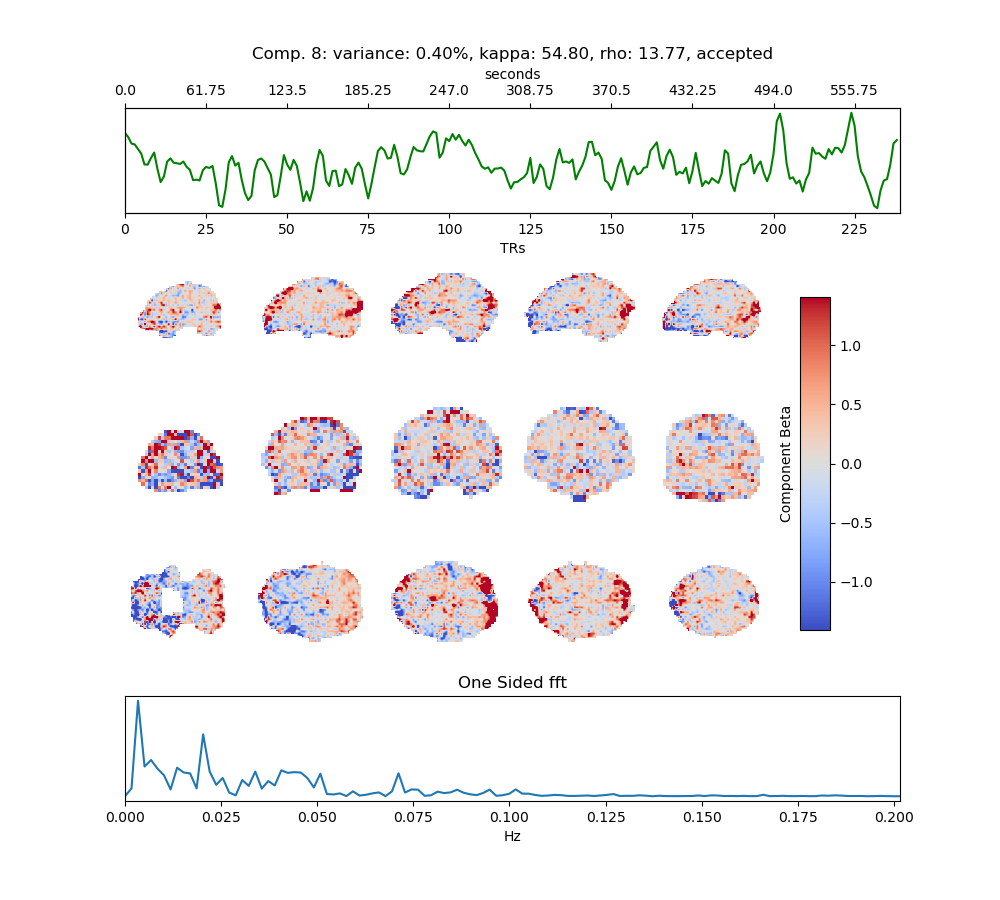 Comp. 8: variance: 0.40%, kappa: 54.80, rho: 13.77, accepted
seconds
0.0 61.75 123.5 185.25 247.0 308.75 370.5 432.25 494.0 555.75
0 25 50 75 100 125 150 175 200 225
TRs
1.0
0.5
0.0
−0.5
−1.0
Component Beta
One Sided fft
0.000 0.025 0.050 0.075 0.100 0.125 0.150 0.175 0.200
Hz